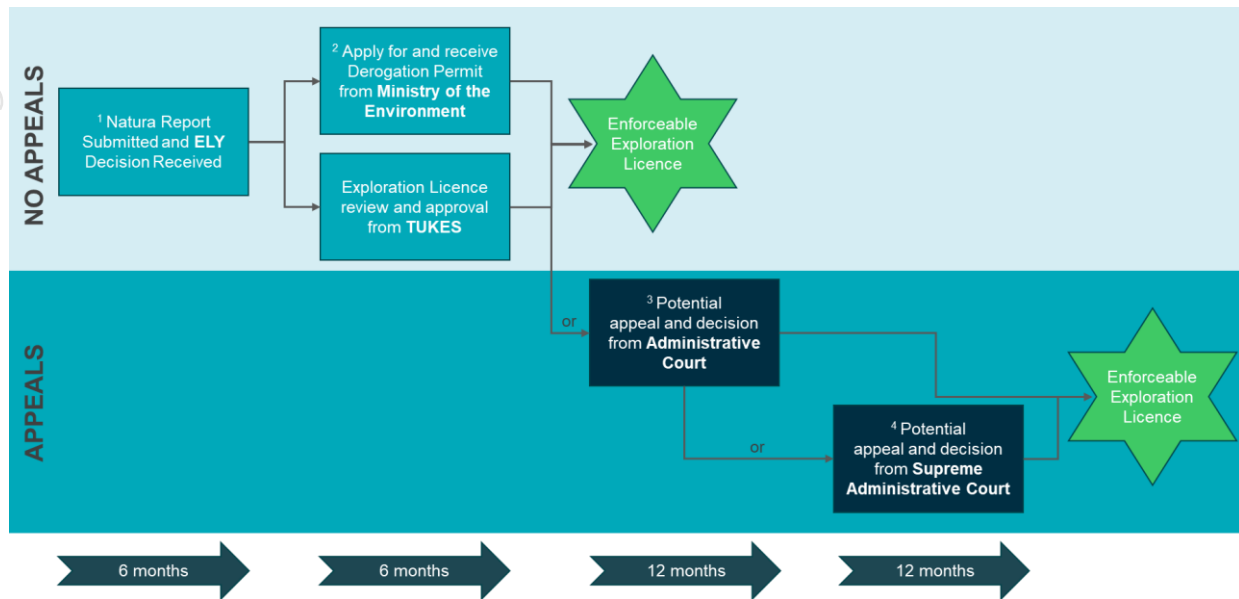 NO APPEALS
1 Natura Report
Submitted and ELY
Decision Received
2 Apply for and receive
Derogation Permit
from Ministry of the
Environment
Exploration Licence
review and approval
from TUKES
Enforceable
Exploration
Licence
APPEALS
or
3 Potential
appeal and decision
from Administrative
Court
or
4 Potential
appeal and decision
from Supreme
Administrative Court
Enforceable
Exploration
Licence
6 months
6 months
12 months
12 months